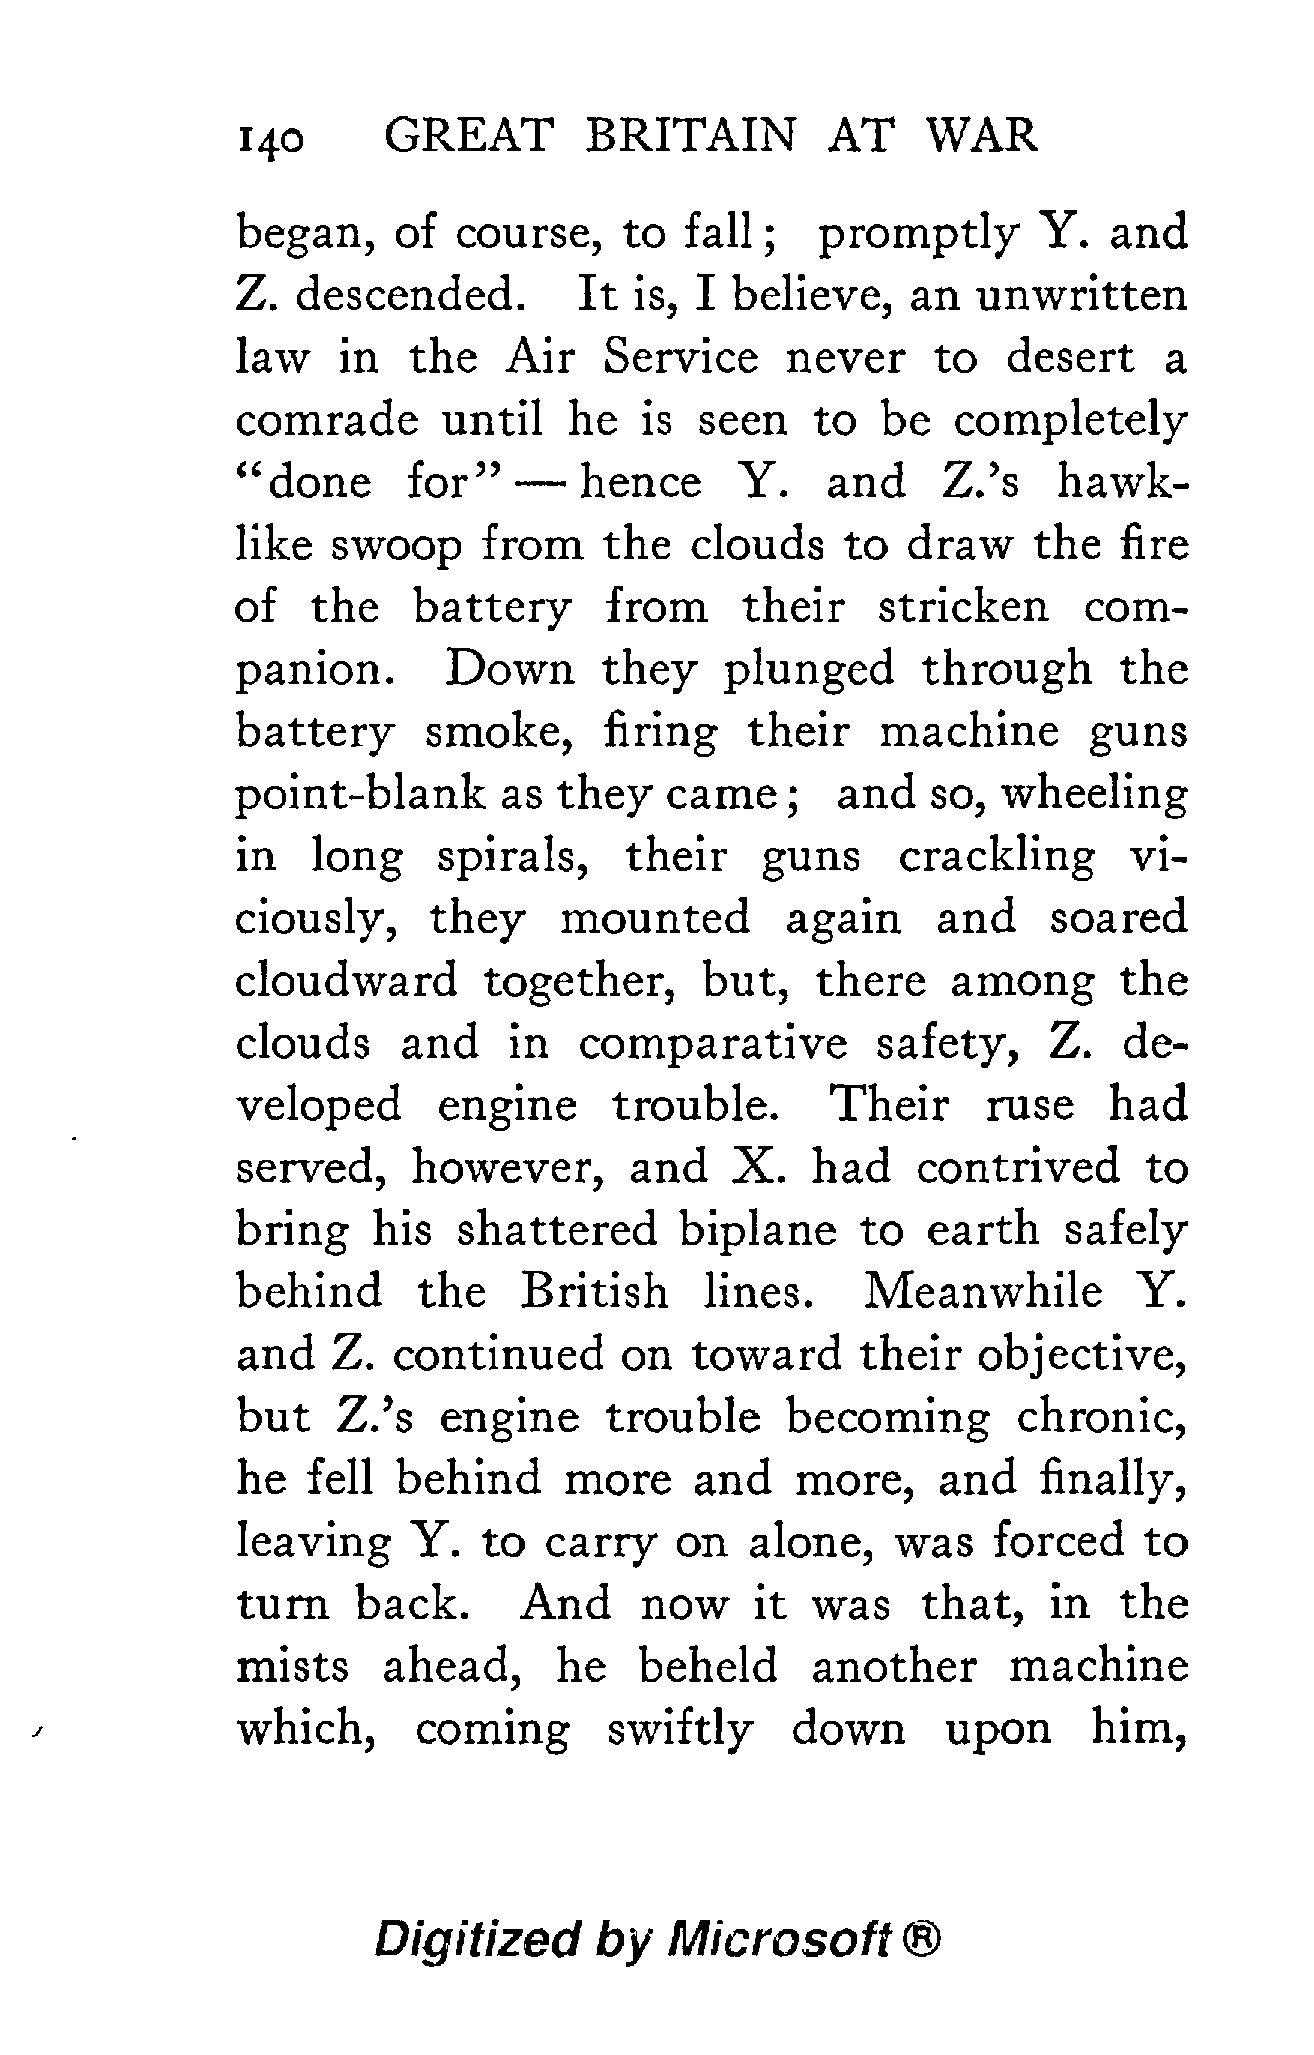 140 GREAT BRITAIN AT WAR
began, of course, to fall; promptly Y. and
Z. descended. It is, I believe, an unwritten
law in the Air Service never to desert a
comrade until he is seen to be completely
“done for” — hence Y. and Z.’s hawk-
like swoop from the clouds to draw the fire
of the battery from their stricken com-
panion. Down they plunged through the
battery smoke, firing their machine guns
point-blank as they came; and so, wheeling
in long spirals, their guns crackling vi-
ciously, they mounted again and soared
cloudward together, but, there among the
clouds and in comparative safety, Z. de-
veloped engine trouble. Their ruse had
served, however, and X. had contrived to
bring his shattered biplane to earth safely
behind the British lines. Meanwhile Y.
and Z. continued on toward their objective,
but Z.’s engine trouble becoming chronic,
he fell behind more and more, and finally,
leaving Y. to carry on alone, was forced to
turn back. And now it was that, in the
mists ahead, he beheld another machine
which, coming swiftly down upon him,
Digitized by Microsoft ®